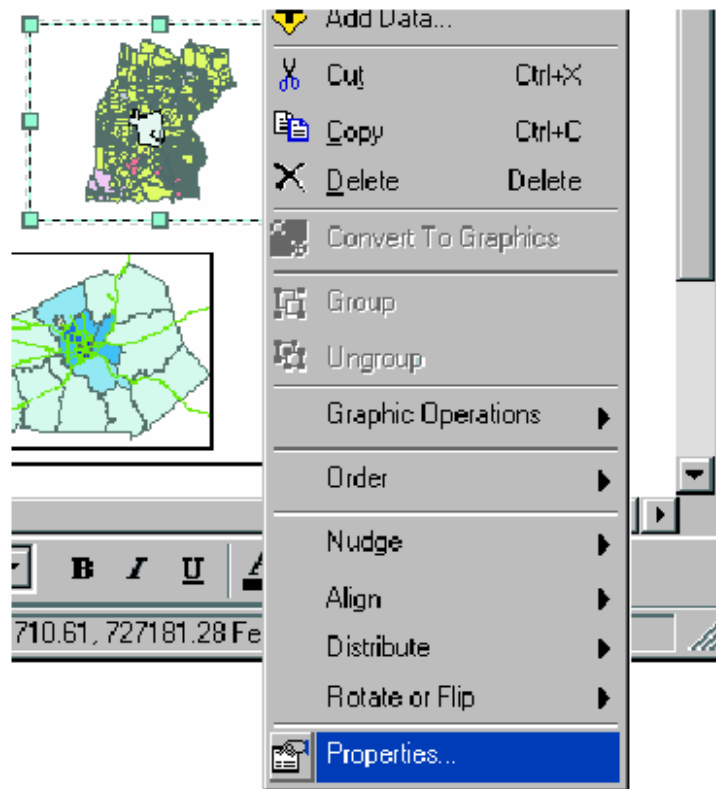 Add Data...
Cut Ctrl+X
Copy Ctrl+C
Delete Delete
Convert To Graphics
Group
Ungroup
Graphic Operations
Order
Nudge
B I U A
Align
710.61, 727181.28 Fe
Distribute
Rotate or Flip
Properties...